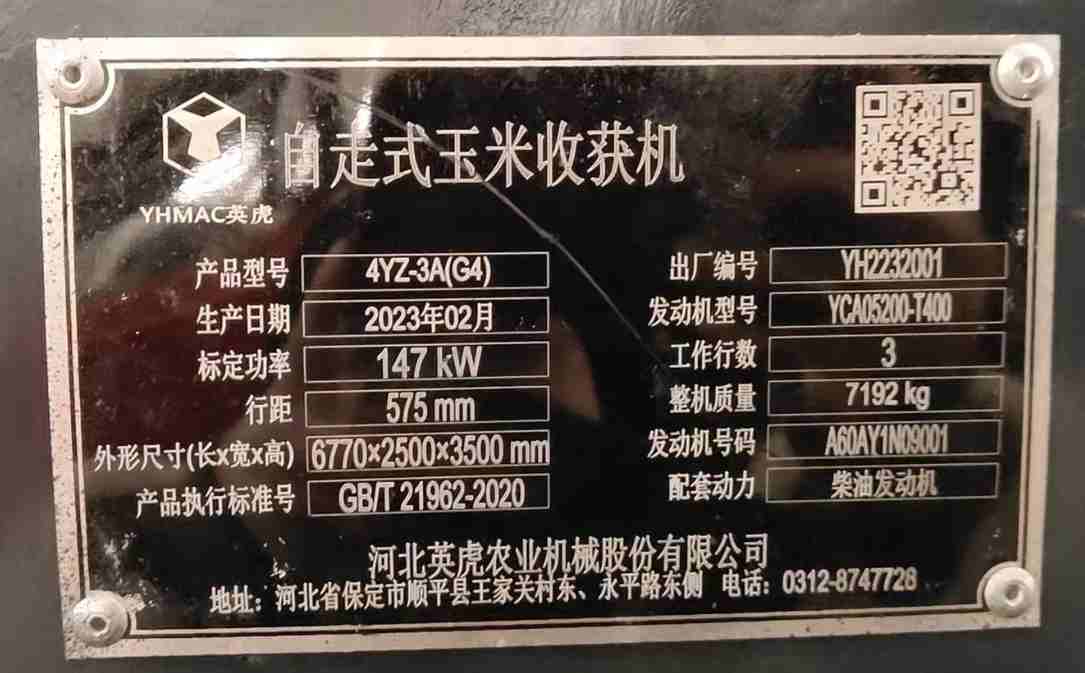 自走式玉米收获机
YHMAC英虎
产品型号 4YZ-3A(G4) 出厂编号 YH2232001
生产日期 2023年02月 发动机型号 YCA05200-T400
标定功率 147 kW 工作行数 3
行距 575 mm 整机质量 7192 kg
外形尺寸(长x宽x高) 6770×2500×3500 mm 发动机号码 A60AY1N09001
产品执行标准号 GB/T 21962-2020 配套动力 柴油发动机
河北英虎农业机械股份有限公司
地址：河北省保定市顺平县王家关村东、永平路东侧 电话：0312-8747728